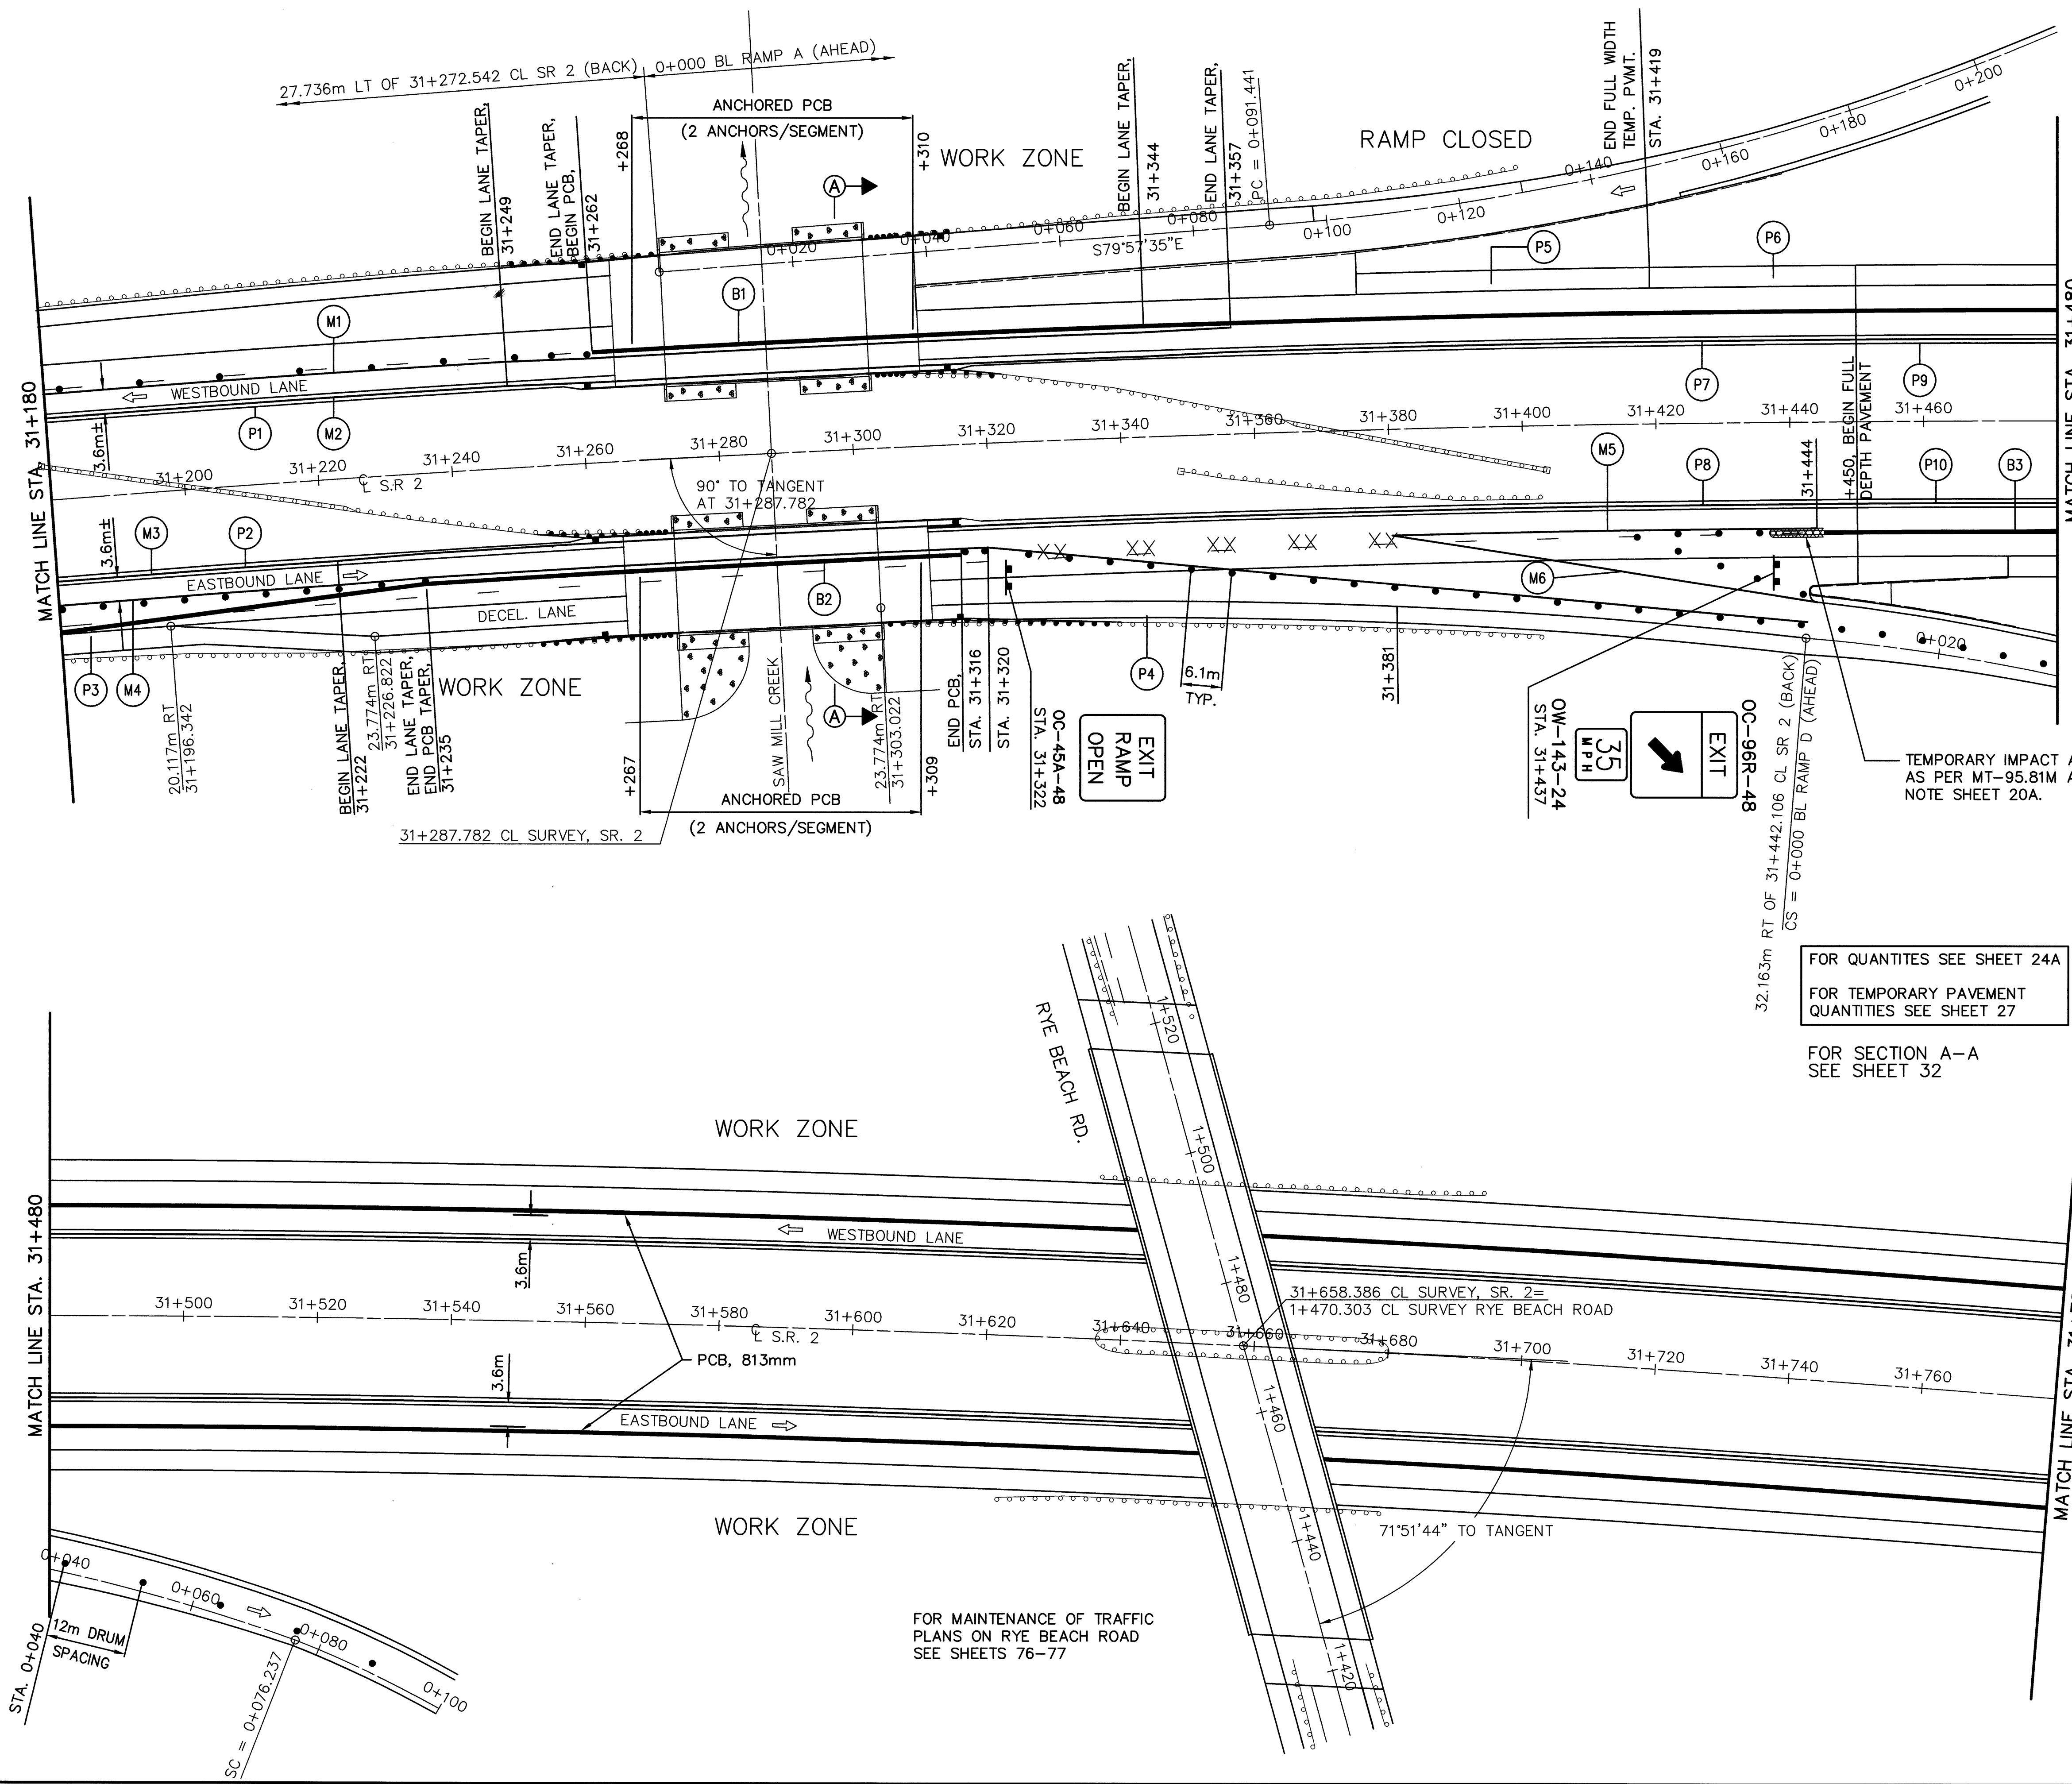 27.736m LT OF 31+272.542 CL SR 2 (BACK)
0+000 BL RAMP A (AHEAD)
ANCHORED PCB
(2 ANCHORS/SEGMENT)
+268
+310
BEGIN LANE TAPER,
31+249
END LANE TAPER,
BEGIN PCB,
31+262
A
WORK ZONE
BEGIN LANE TAPER,
31+344
END LANE TAPER,
31+357
PC = 0+091.441
RAMP CLOSED
END FULL WIDTH
TEMP. PVMT.
STA. 31+419
0+020
0+040
0+060
0+080
0+100
0+120
0+140
0+160
0+180
0+200
S79°57'35"E
P5
P6
B1
M1
WESTBOUND LANE
P1
M2
3.6m±
MATCH LINE STA. 31+180
P7
P9
+450, BEGIN FULL
DEPTH PAVEMENT
31+200
31+220
31+240
31+260
31+280
31+300
31+320
31+340
31+360
31+380
31+400
31+420
31+440
31+460
℄ S.R 2
90° TO TANGENT
AT 31+287.782
M5
P8
31+444
P10
B3
MATCH LINE STA. 31+480
3.6m±
M3
P2
EASTBOUND LANE
DECEL. LANE
B2
M6
P3
M4
20.117m RT
31+196.342
BEGIN LANE TAPER,
31+222
23.774m RT
31+226.822
END LANE TAPER,
END PCB TAPER,
31+235
WORK ZONE
+267
SAW MILL CREEK
A
23.774m RT
31+303.022
+309
END PCB,
STA. 31+316
STA. 31+320
ANCHORED PCB
(2 ANCHORS/SEGMENT)
31+287.782 CL SURVEY, SR. 2
OC-45A-48
STA. 31+322
EXIT
RAMP
OPEN
P4
6.1m
TYP.
31+381
OW-143-24
STA. 31+437
35
MPH
EXIT
OC-99R-48
32.163m RT OF 31+442.106 CL SR 2 (BACK)
CS = 0+000 BL RAMP D (AHEAD)
0+020
TEMPORARY IMPACT
AS PER MT-95.81M
NOTE SHEET 20A.
FOR QUANTITES SEE SHEET 24A
FOR TEMPORARY PAVEMENT
QUANTITIES SEE SHEET 27
FOR SECTION A-A
SEE SHEET 32
MATCH LINE STA. 31+480
WORK ZONE
RYE BEACH RD.
1+520
1+500
1+480
1+460
1+440
1+420
WESTBOUND LANE
3.6m
31+500
31+520
31+540
31+560
31+580
31+600
31+620
31+640
31+660
31+680
31+700
31+720
31+740
31+760
℄ S.R. 2
31+658.386 CL SURVEY, SR. 2=
1+470.303 CL SURVEY RYE BEACH ROAD
PCB, 813mm
3.6m
EASTBOUND LANE
WORK ZONE
71°51'44" TO TANGENT
FOR MAINTENANCE OF TRAFFIC
PLANS ON RYE BEACH ROAD
SEE SHEETS 76-77
MATCH LINE STA.
0+040
0+060
0+080
0+100
12m DRUM
SPACING
STA. 0+040
SC = 0+076.237